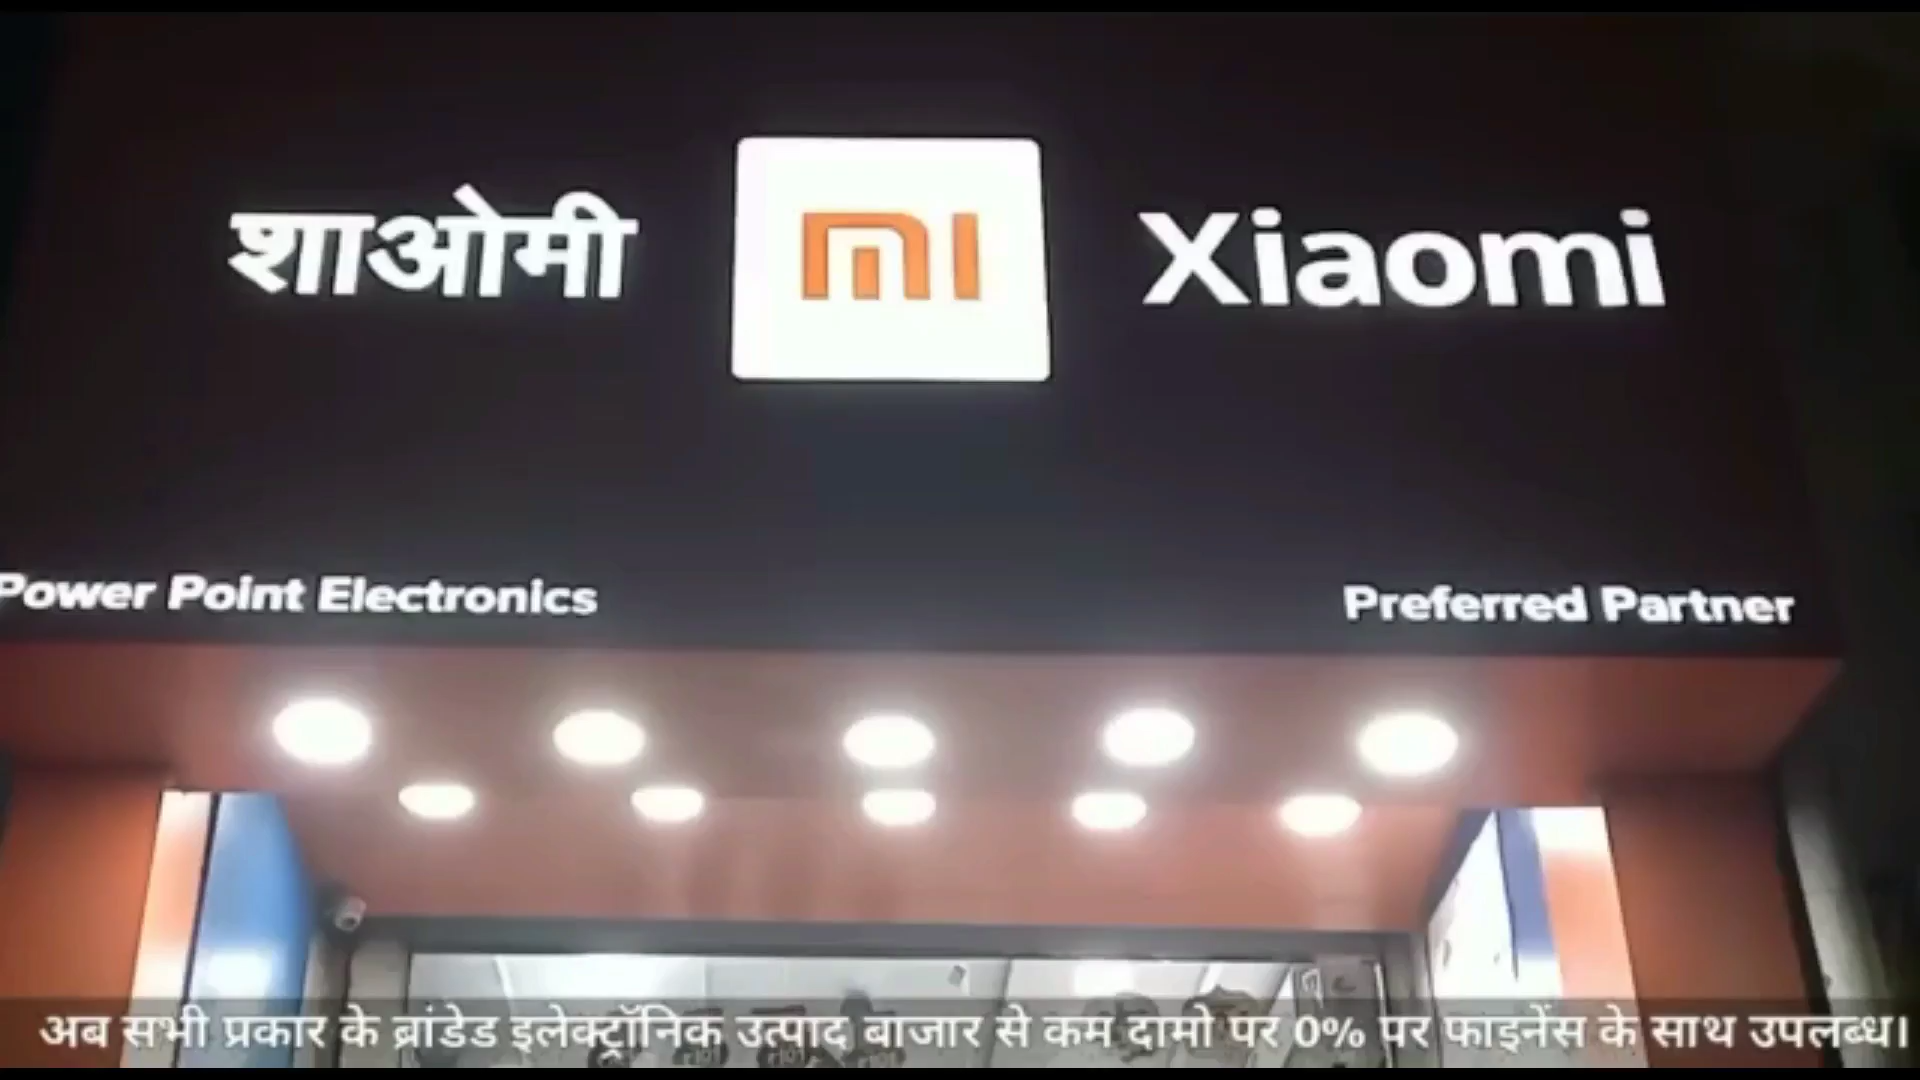 शाओमी mi Xiaomi
Power Point Electronics
Preferred Partner
अब सभी प्रकार के ब्रांडेड इलेक्ट्रॉनिक उत्पाद बाजार से कम दामो पर 0% पर फाइनेंस के साथ उपलब्ध।